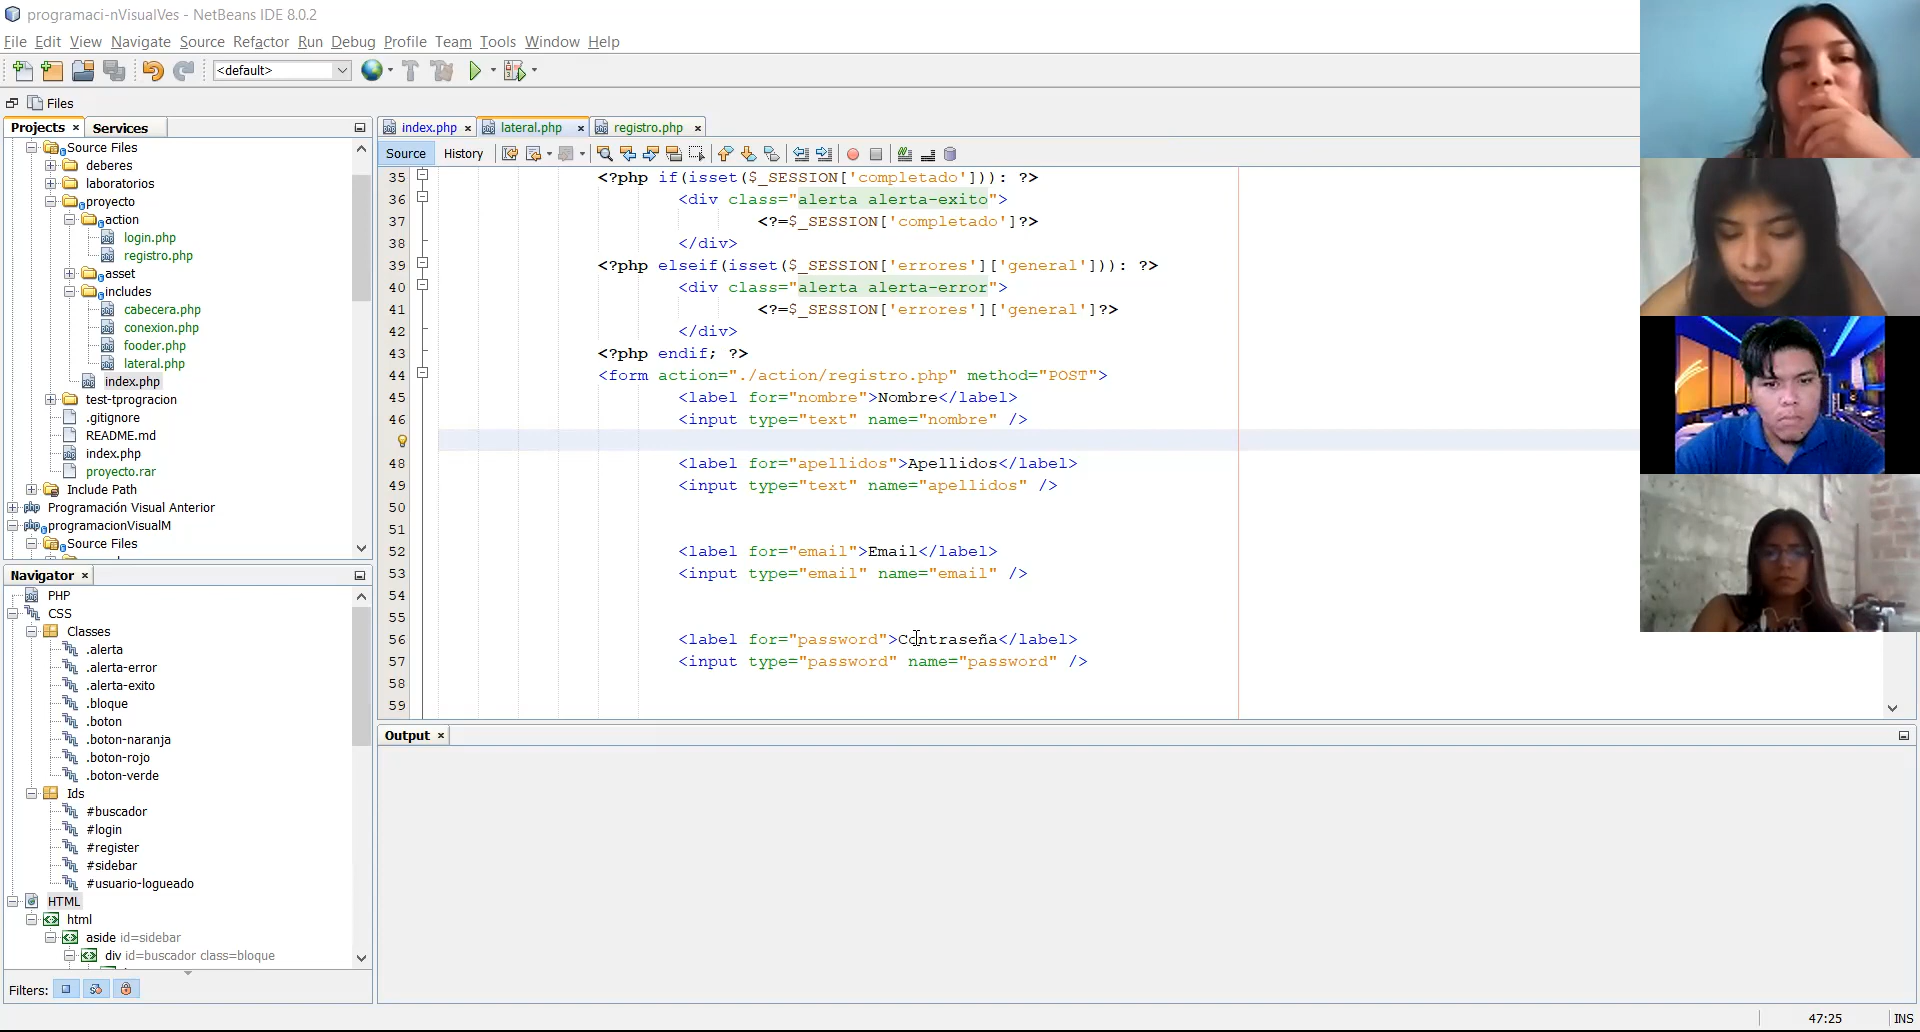 programaci-nVisualVes - NetBeans IDE 8.0.2
File Edit View Navigate Source Refactor Run Debug Profile Team Tools Window Help
<default>
Files
Projects × Services
Source Files
deberes
laboratorios
proyecto
action
login.php
registro.php
asset
includes
cabecera.php
conexion.php
fooder.php
lateral.php
index.php
test-tprogracion
.gitignore
README.md
index.php
proyecto.rar
Include Path
Programación Visual Anterior
programacionVisualM
Source Files
Navigator ×
PHP
CSS
Classes
.alerta
.alerta-error
.alerta-exito
.bloque
.boton
.boton-naranja
.boton-rojo
.boton-verde
Ids
#buscador
#login
#register
#sidebar
#usuario-logueado
HTML
html
aside id=sidebar
div id=buscador class=bloque
Filters:
index.php × lateral.php × registro.php ×
Source History
35 <?php if(isset($_SESSION['completado'])): ?>
36 <div class="alerta alerta-exito">
37 <?=$_SESSION['completado']?>
38 </div>
39 <?php elseif(isset($_SESSION['errores']['general'])): ?>
40 <div class="alerta alerta-error">
41 <?=$_SESSION['errores']['general']?>
42 </div>
43 <?php endif; ?>
44 <form action="./action/registro.php" method="POST">
45 <label for="nombre">Nombre</label>
46 <input type="text" name="nombre" />
48 <label for="apellidos">Apellidos</label>
49 <input type="text" name="apellidos" />
50
51
52 <label for="email">Email</label>
53 <input type="email" name="email" />
54
55
56 <label for="password">Contraseña</label>
57 <input type="password" name="password" />
58
59
Output ×
47:25 INS